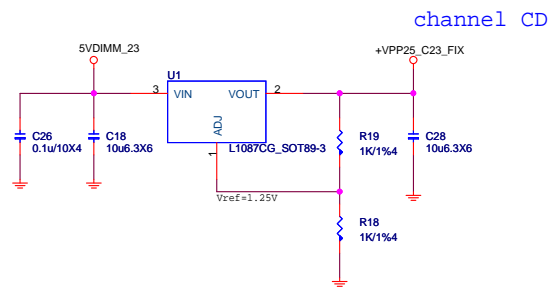 channel CD
5VDIMM_23
+VPP25_C23_FIX
U1
3
VIN
VOUT
2
ADJ
1
L1087CG_SOT89-3
C26
0.1u/10X4
C18
10u6.3X6
R19
1K/1%4
C28
10u6.3X6
Vref=1.25V
R18
1K/1%4